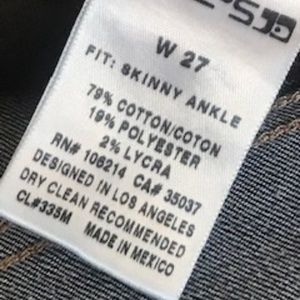 W 27
FIT: SKINNY ANKLE
79% COTTON/COTON
19% POLYESTER
2% LYCRA
RN# 106214 CA# 35037
DESIGNED IN LOS ANGELES
DRY CLEAN RECOMMENDED
CL#335M MADE IN MEXICO